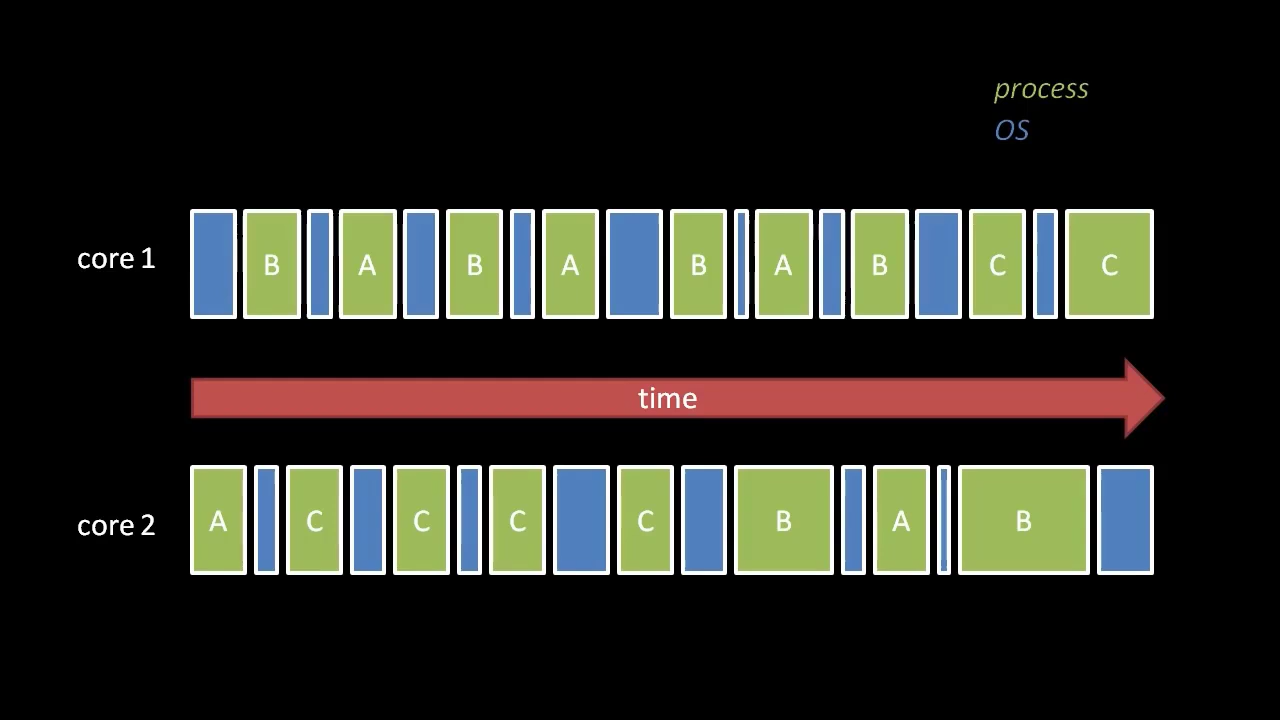 process
OS
core 1
B A B A B A B C C
time
core 2
A C C C C B A B